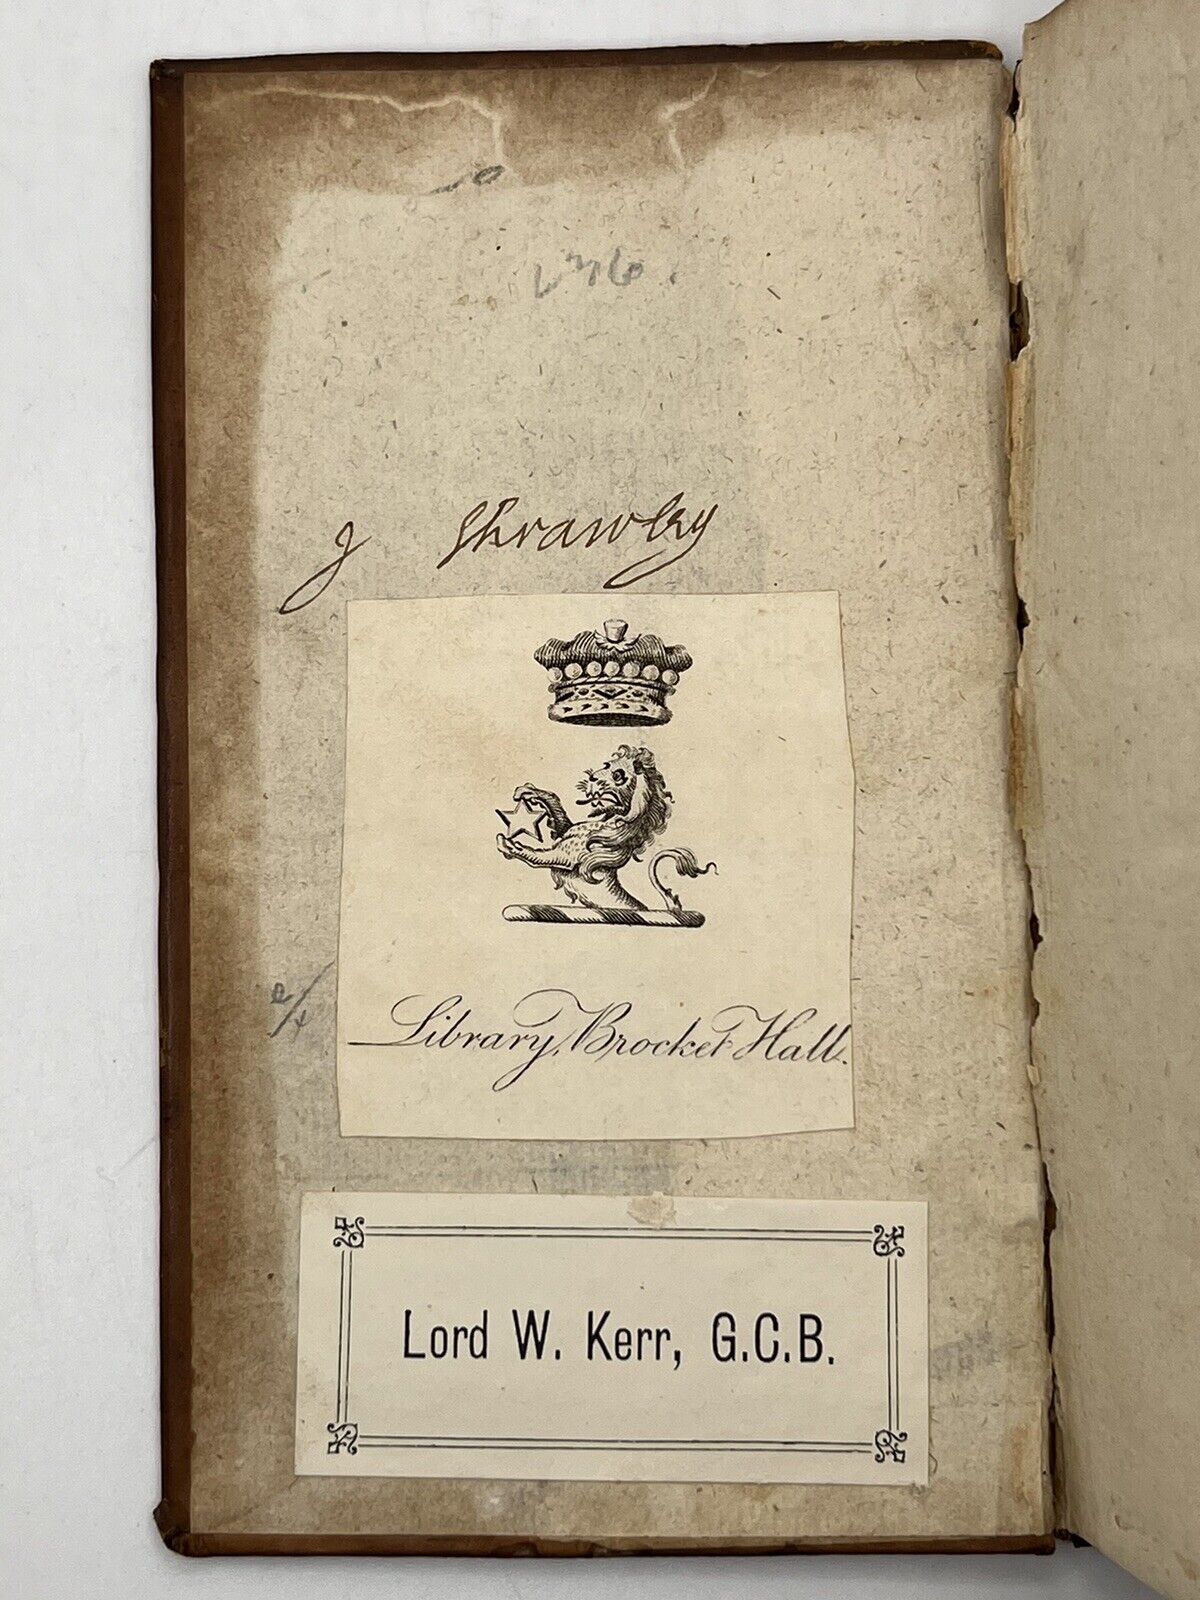 J Shrawley
Library, Brocket Hall.
Lord W. Kerr, G.C.B.